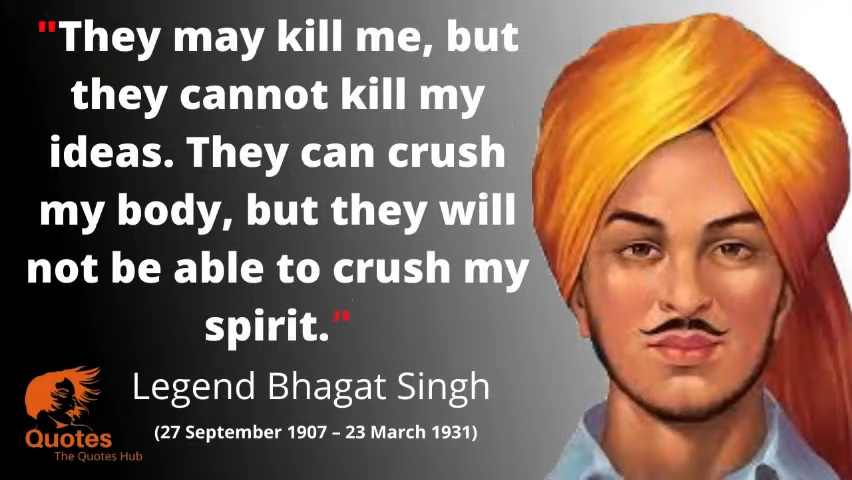 "They may kill me, but
they cannot kill my
ideas. They can crush
my body, but they will
not be able to crush my
spirit."
Legend Bhagat Singh
(27 September 1907 – 23 March 1931)
Quotes
The Quotes Hub